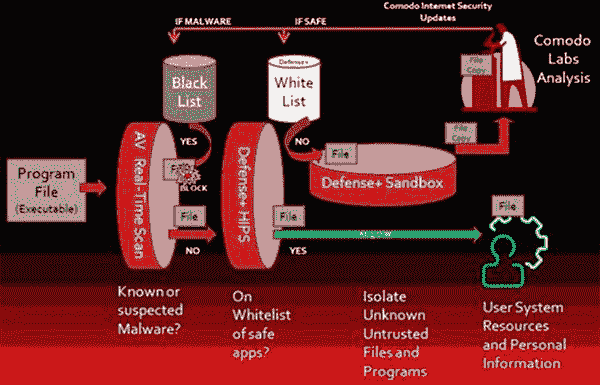 Comodo Internet Security
Updates
IF MALWARE
IF SAFE
Comodo
Labs
Analysis
File
Copy
Black
List
Defense+
White
List
YES
NO
File
Copy
Program
File
(Executable)
AV Real-Time Scan
BLOCK
Defense+ HIPS
File
Defense+ Sandbox
File
File
File
NO
YES
Known or
suspected
Malware?
On
Whitelist
of safe
apps?
Isolate
Unknown
Untrusted
Files and
Programs
User System
Resources
and Personal
Information